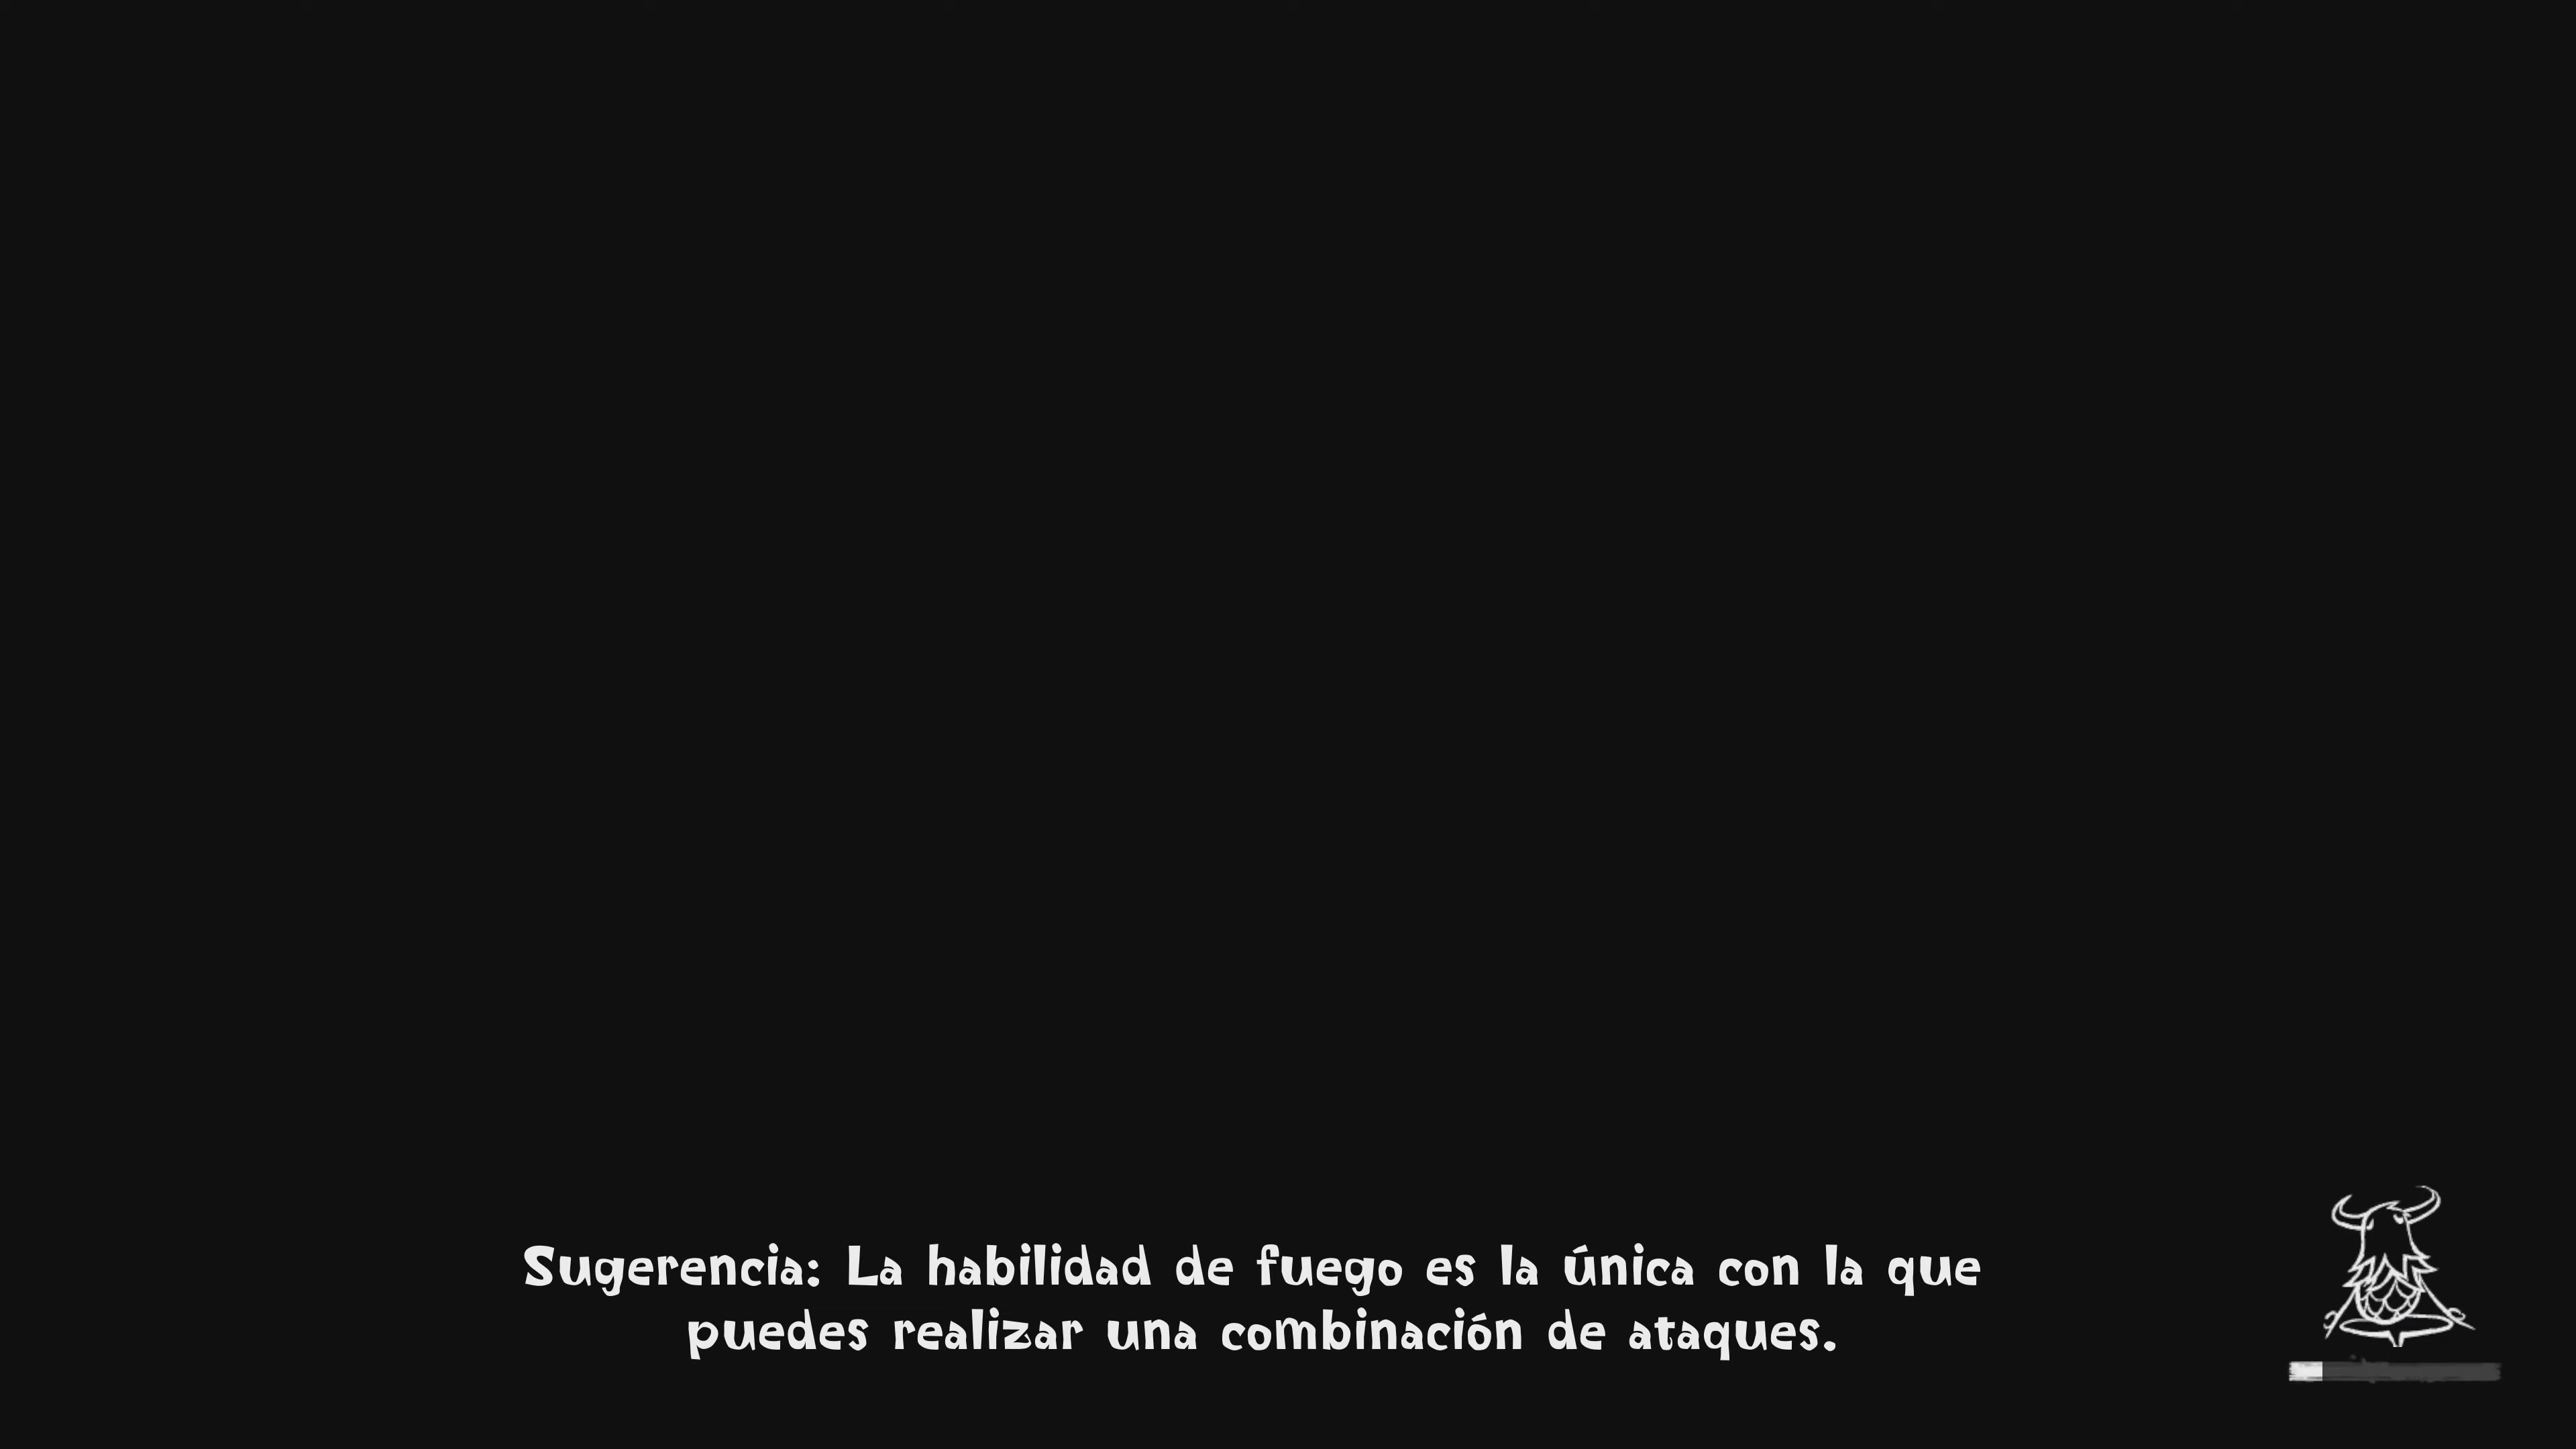 Sugerencia: La habilidad de fuego es la única con la que
puedes realizar una combinación de ataques.